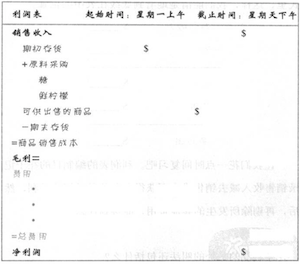 利润表 起始时间：星期一上午 截止时间：星期天下午
销售收入 $
期初存货 $
+原料采购
糖
鲜柠檬
可供出售的商品 $
-期末存货
=商品销售成本
毛利=
费用
·
·
·
=总费用
净利润 $